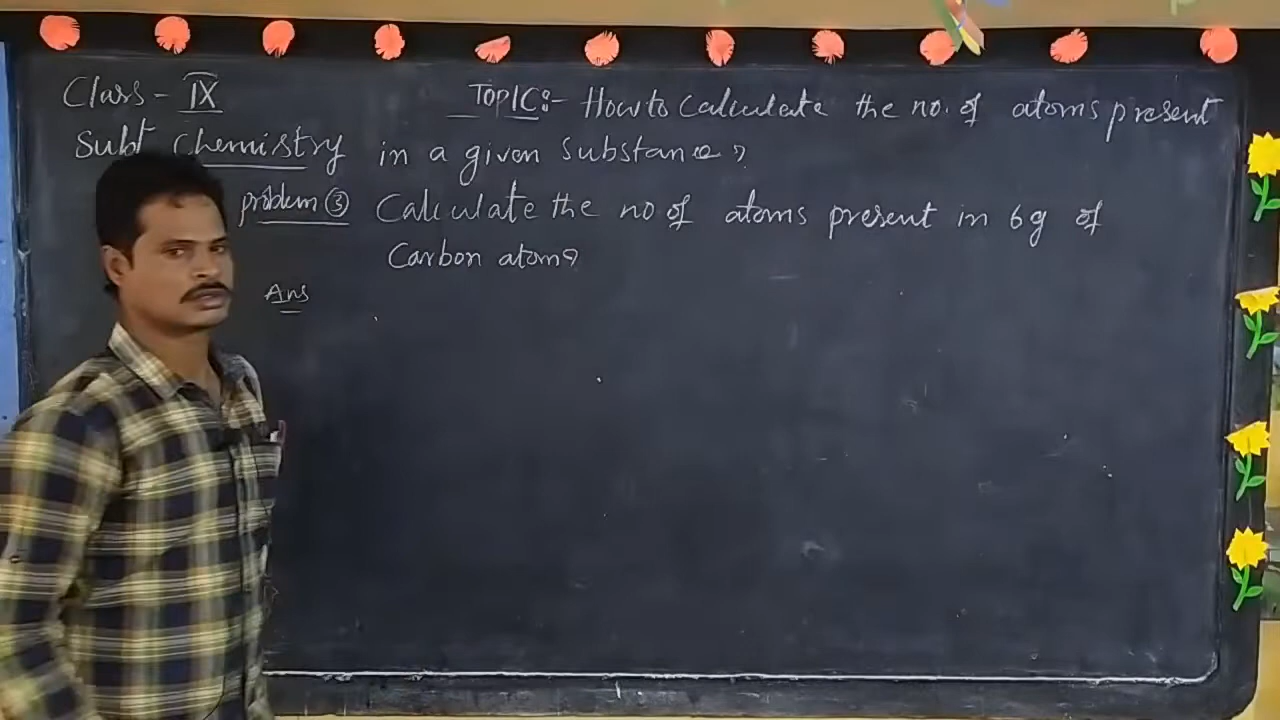 Class - IX
TOPIC:- How to Calculate the no. of atoms present
Subt Chemistry in a given substance?
problem ③ Calculate the no of atoms present in 6g of
Carbon atom?
Ans